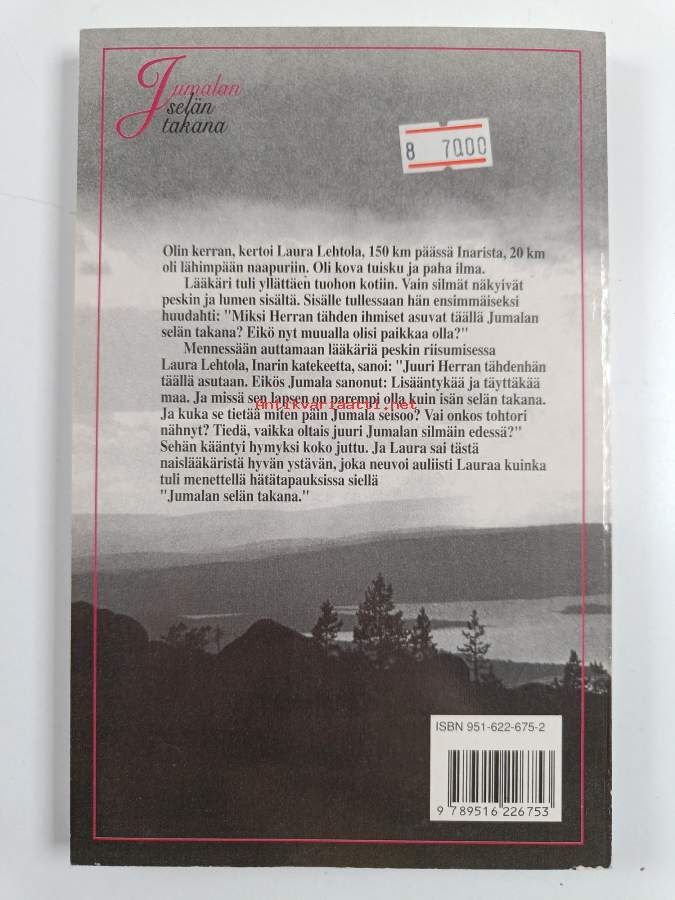 Jumalan
selän
takana
8 70.00
Olin kerran, kertoi Laura Lehtola, 150 km päässä Inarista, 20 km
oli lähimpään naapuriin. Oli kova tuisku ja paha ilma.
Lääkäri tuli yllättäen tuohon kotiin. Vain silmät näkyivät
peskin ja lumen sisältä. Sisälle tullessaan hän ensimmäiseksi
huudahti: "Miksi Herran tähden ihmiset asuvat täällä Jumalan
selän takana? Eikö nyt muualla olisi paikkaa olla?"
Mennessään auttamaan lääkäriä peskin riisumisessa
Laura Lehtola, Inarin katekeetta, sanoi: "Juuri Herran tähdenhän
täällä asutaan. Eikös Jumala sanonut: Lisääntykää ja täyttäkää
maa. Ja missä sen lapsen on parempi olla kuin isän selän takana.
Antikvariaatti.net
Ja kuka se tietää miten päin Jumala seisoo? Vai onkos tohtori
nähnyt? Tiedä, vaikka oltais juuri Jumalan silmäin edessä?"
Sehän kääntyi hymyksi koko juttu. Ja Laura sai tästä
naislääkäristä hyvän ystävän, joka neuvoi auliisti Lauraa kuinka
tuli menettellä hätätapauksissa siellä
"Jumalan selän takana."
ISBN 951-622-675-2
9 789516 226753